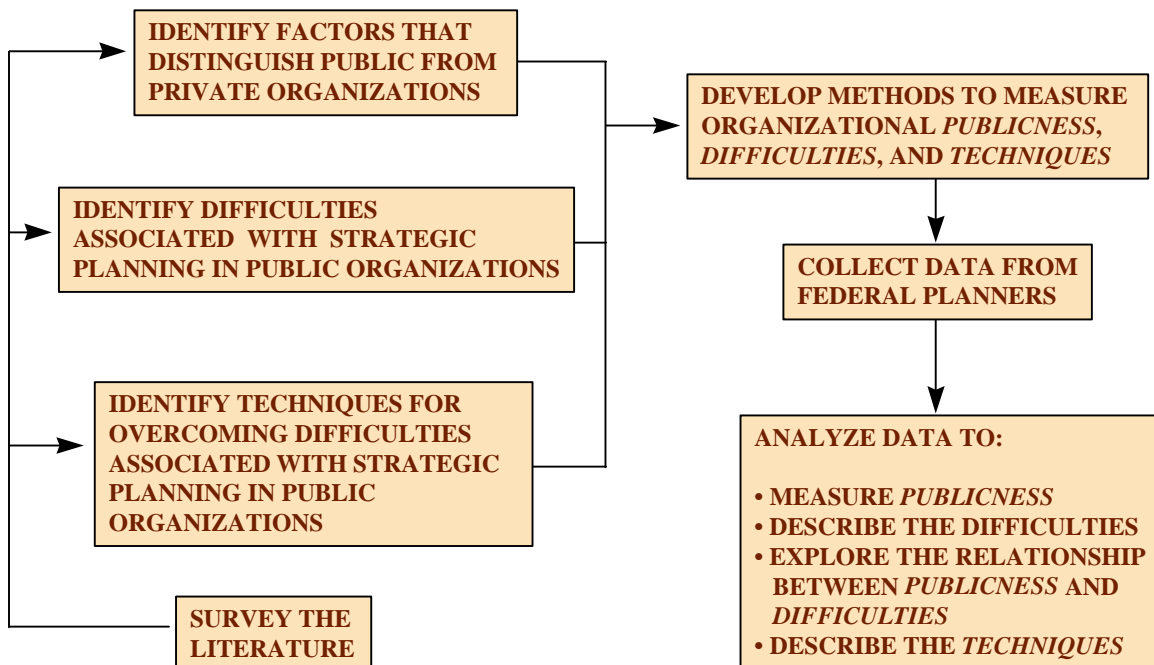 IDENTIFY FACTORS THAT
DISTINGUISH PUBLIC FROM
PRIVATE ORGANIZATIONS
IDENTIFY DIFFICULTIES
ASSOCIATED WITH STRATEGIC
PLANNING IN PUBLIC ORGANIZATIONS
IDENTIFY TECHNIQUES FOR
OVERCOMING DIFFICULTIES
ASSOCIATED WITH STRATEGIC
PLANNING IN PUBLIC
ORGANIZATIONS
SURVEY THE
LITERATURE
DEVELOP METHODS TO MEASURE
ORGANIZATIONAL PUBLICNESS,
DIFFICULTIES, AND TECHNIQUES
COLLECT DATA FROM
FEDERAL PLANNERS
ANALYZE DATA TO:
• MEASURE PUBLICNESS
• DESCRIBE THE DIFFICULTIES
• EXPLORE THE RELATIONSHIP
BETWEEN PUBLICNESS AND
DIFFICULTIES
• DESCRIBE THE TECHNIQUES